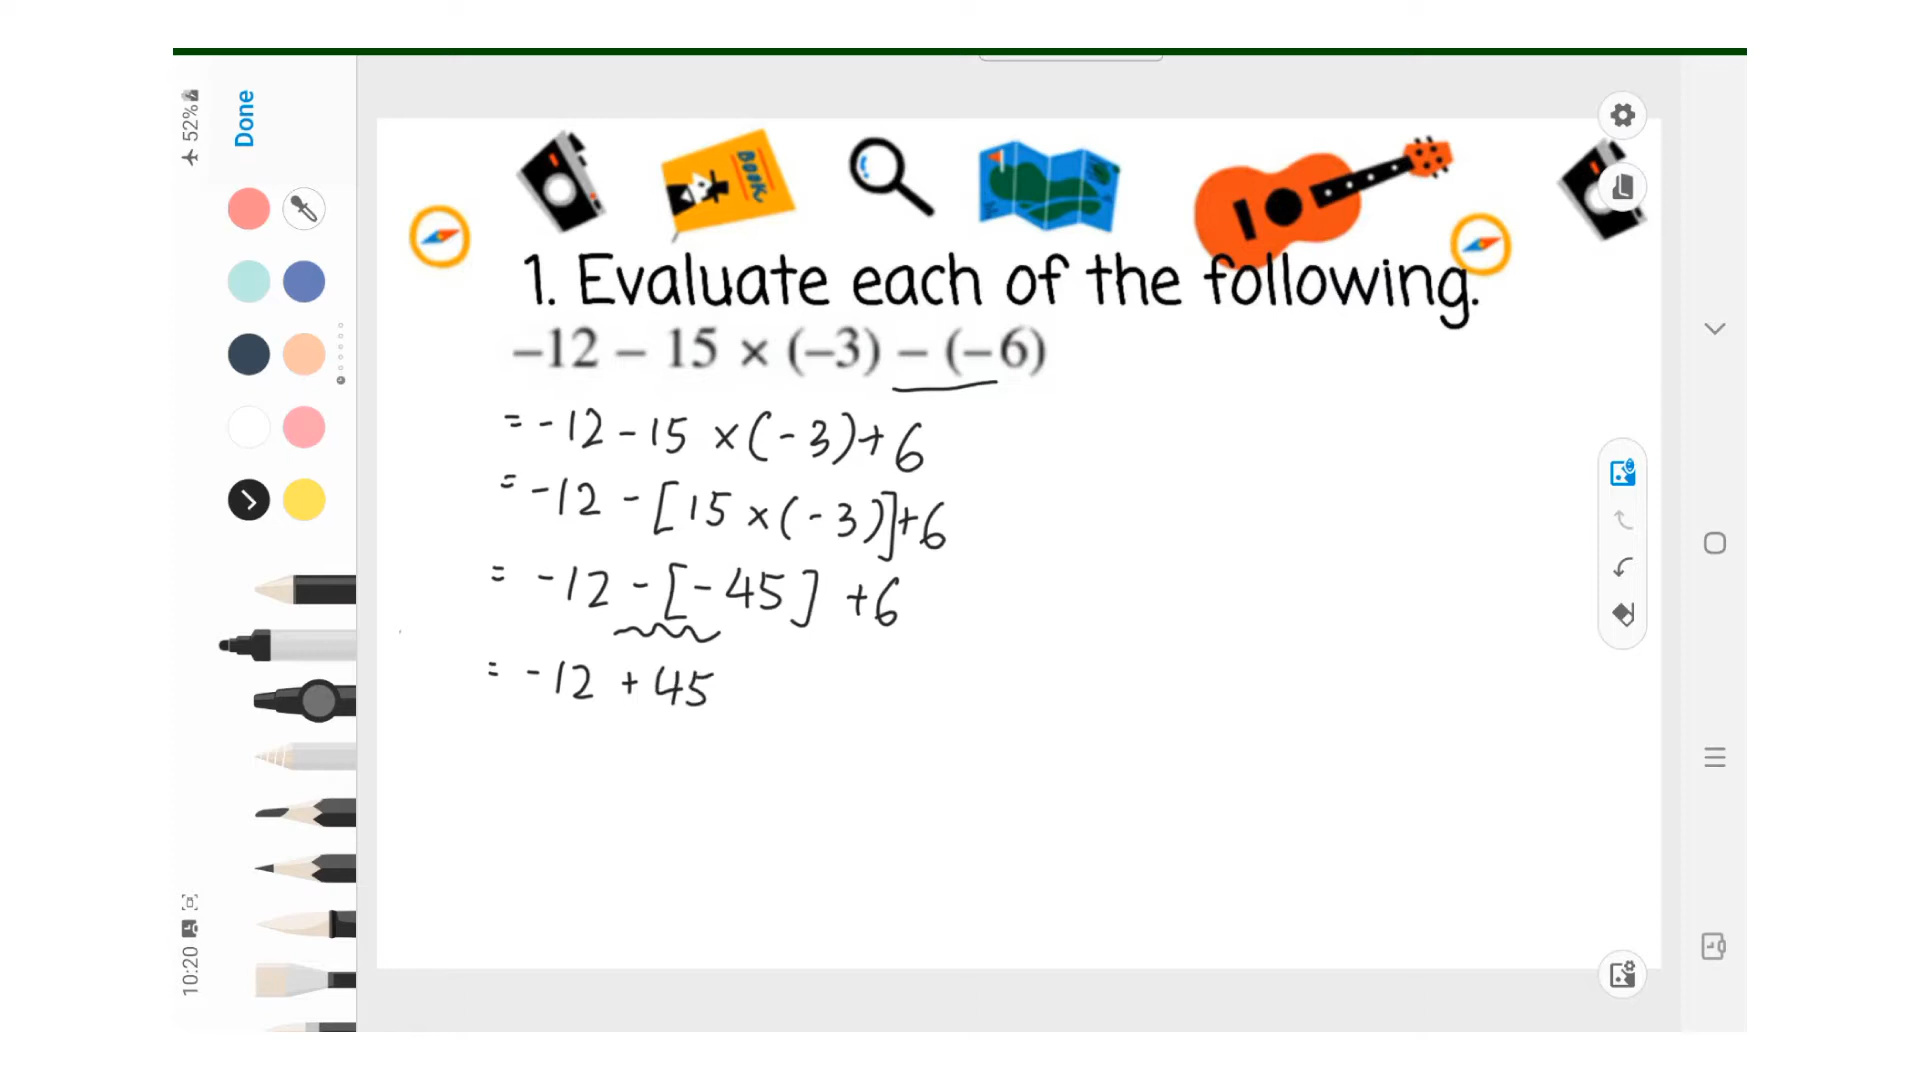 52%
Done
BOOK
1. Evaluate each of the following.
–12 – 15 × (–3) – (–6)
= -12 - 15 × (-3) + 6
= -12 - [15 × (-3)] + 6
= -12 - [-45] + 6
= -12 + 45
10:20